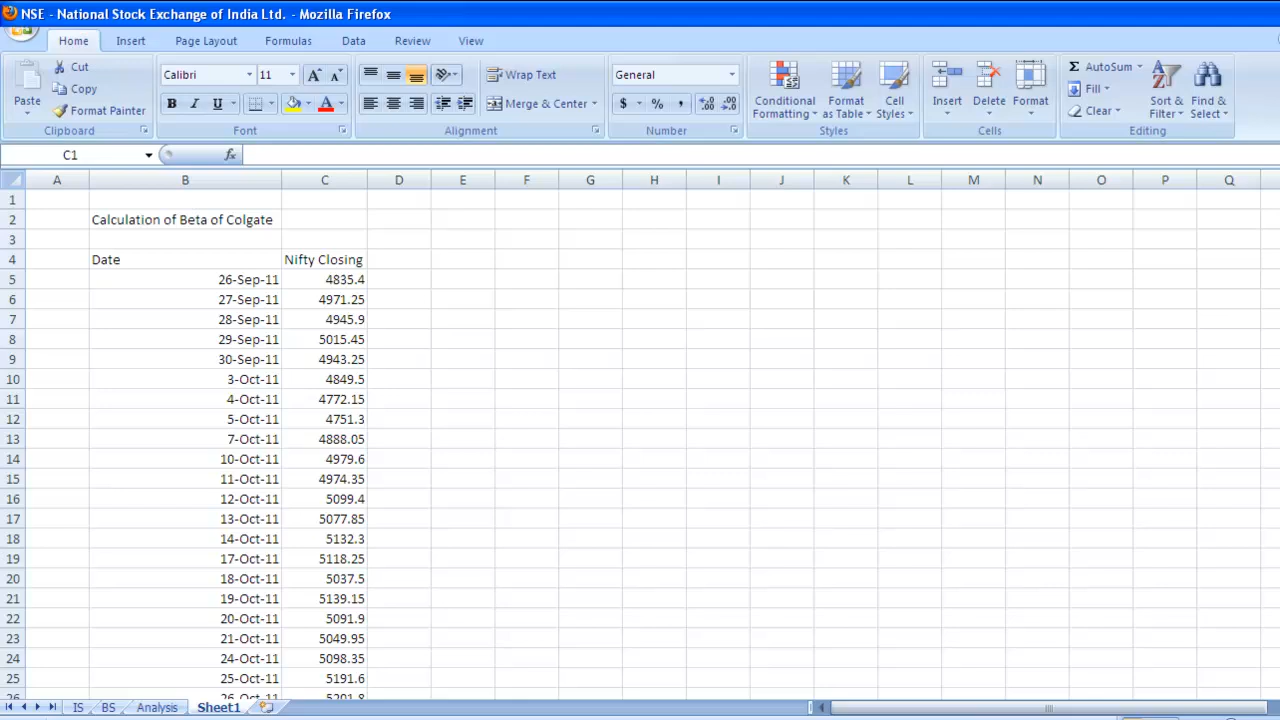 NSE - National Stock Exchange of India Ltd. - Mozilla Firefox
Home Insert Page Layout Formulas Data Review View
Paste Cut Copy Format Painter Clipboard
Calibri 11 B I U Font
Wrap Text Merge & Center Alignment
General $ % , Number
Conditional Formatting Format as Table Cell Styles Styles
Insert Delete Format Cells
Σ AutoSum Fill Clear Sort & Filter Find & Select Editing
C1 fx
A B C D E F G H I J K L M N O P Q
1
2 Calculation of Beta of Colgate
3
4 Date Nifty Closing
5 26-Sep-11 4835.4
6 27-Sep-11 4971.25
7 28-Sep-11 4945.9
8 29-Sep-11 5015.45
9 30-Sep-11 4943.25
10 3-Oct-11 4849.5
11 4-Oct-11 4772.15
12 5-Oct-11 4751.3
13 7-Oct-11 4888.05
14 10-Oct-11 4979.6
15 11-Oct-11 4974.35
16 12-Oct-11 5099.4
17 13-Oct-11 5077.85
18 14-Oct-11 5132.3
19 17-Oct-11 5118.25
20 18-Oct-11 5037.5
21 19-Oct-11 5139.15
22 20-Oct-11 5091.9
23 21-Oct-11 5049.95
24 24-Oct-11 5098.35
25 25-Oct-11 5191.6
26 26-Oct-11 5201.8
IS BS Analysis Sheet1